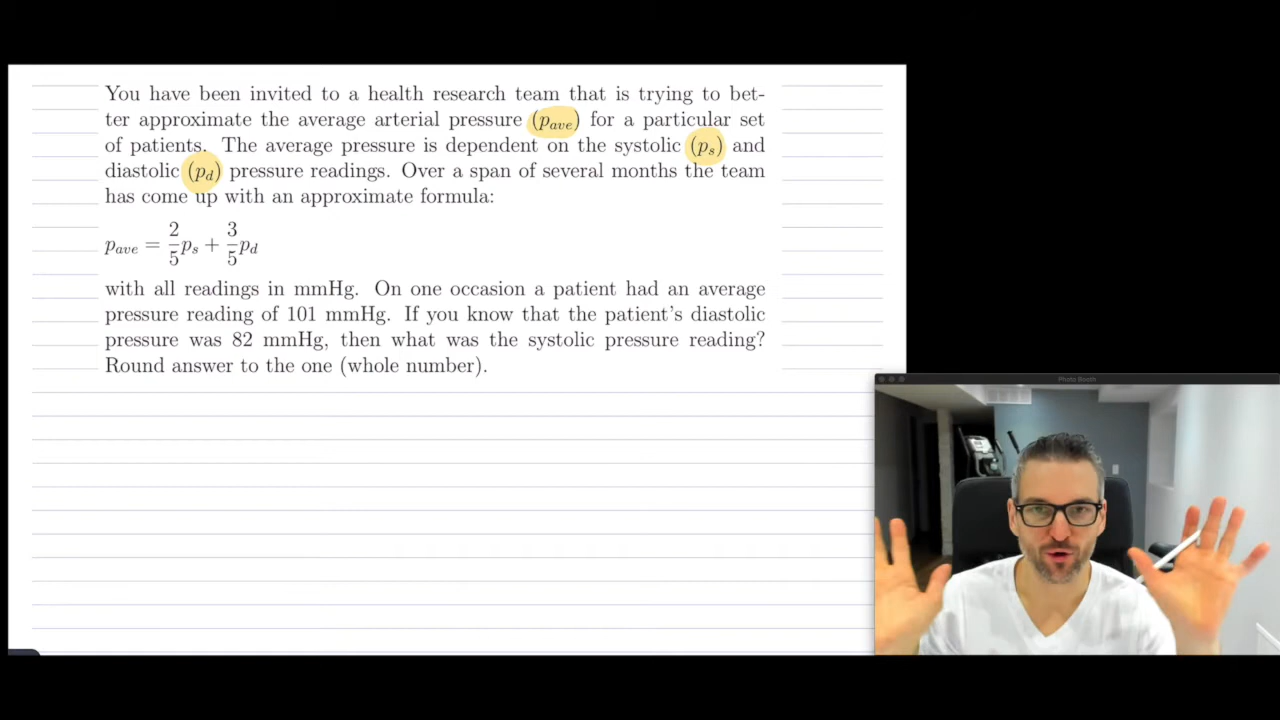 You have been invited to a health research team that is trying to bet-
ter approximate the average arterial pressure (p_ave) for a particular set
of patients. The average pressure is dependent on the systolic (p_s) and
diastolic (p_d) pressure readings. Over a span of several months the team
has come up with an approximate formula:
p_ave = 2/5 p_s + 3/5 p_d
with all readings in mmHg. On one occasion a patient had an average
pressure reading of 101 mmHg. If you know that the patient's diastolic
pressure was 82 mmHg, then what was the systolic pressure reading?
Round answer to the one (whole number).
Photo Booth